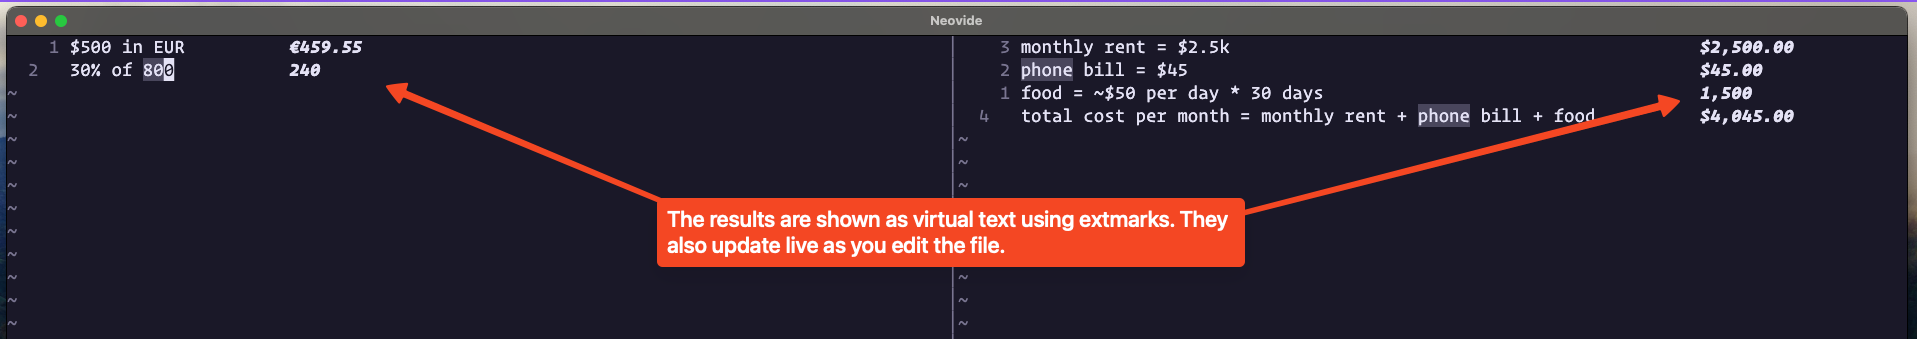 Neovide
1 $500 in EUR €459.55
2 30% of 800 240
~
~
~
~
~
~
~
~
~
~
~
3 monthly rent = $2.5k $2,500.00
2 phone bill = $45 $45.00
1 food = ~$50 per day * 30 days 1,500
4 total cost per month = monthly rent + phone bill + food $4,045.00
~
~
~
~
~
~
The results are shown as virtual text using extmarks. They
also update live as you edit the file.